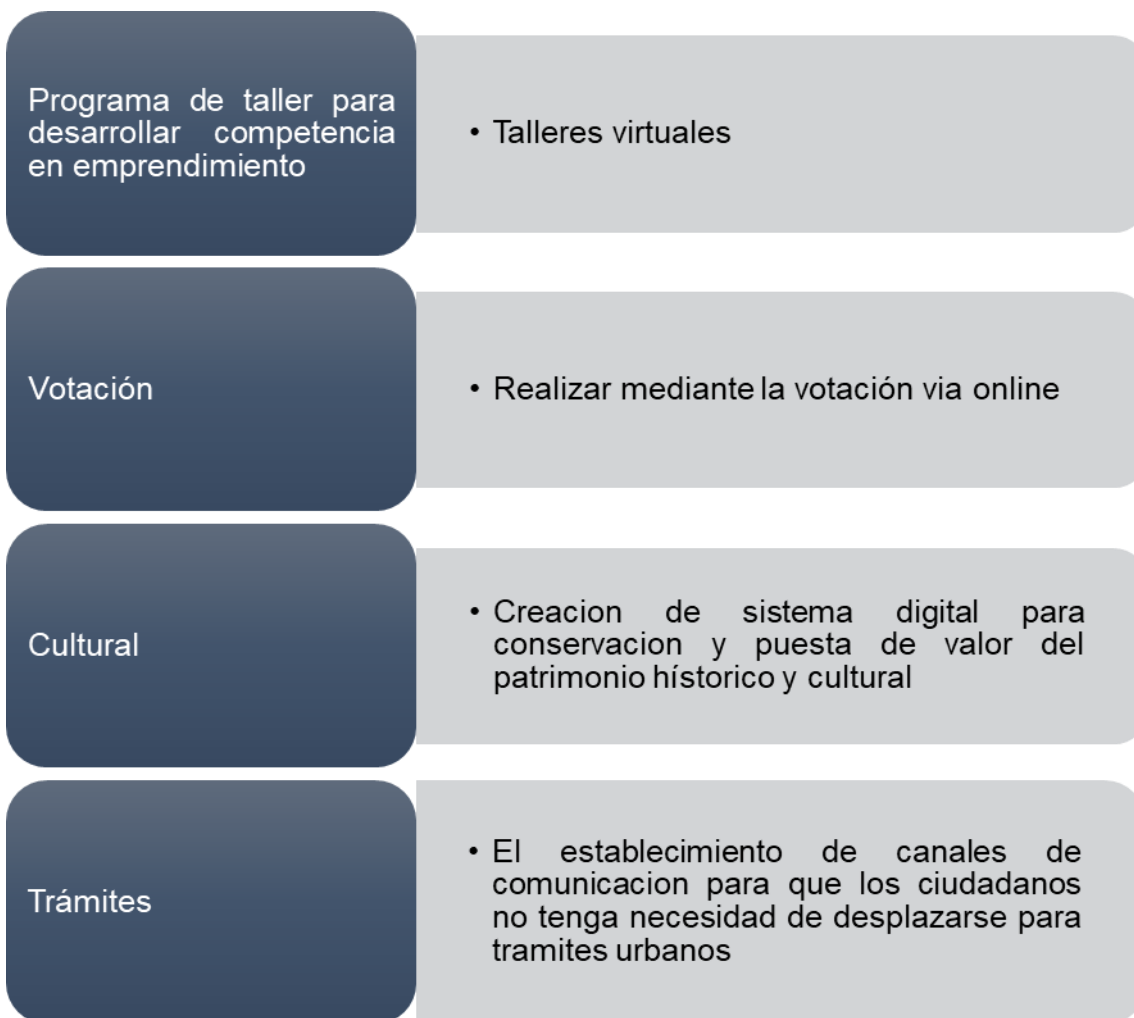 Programa de taller para
desarrollar competencia
en emprendimiento
• Talleres virtuales
Votación
• Realizar mediante la votación via online
Cultural
• Creacion de sistema digital para
conservacion y puesta de valor del
patrimonio hístorico y cultural
Trámites
• El establecimiento de canales de
comunicacion para que los ciudadanos
no tenga necesidad de desplazarse para
tramites urbanos